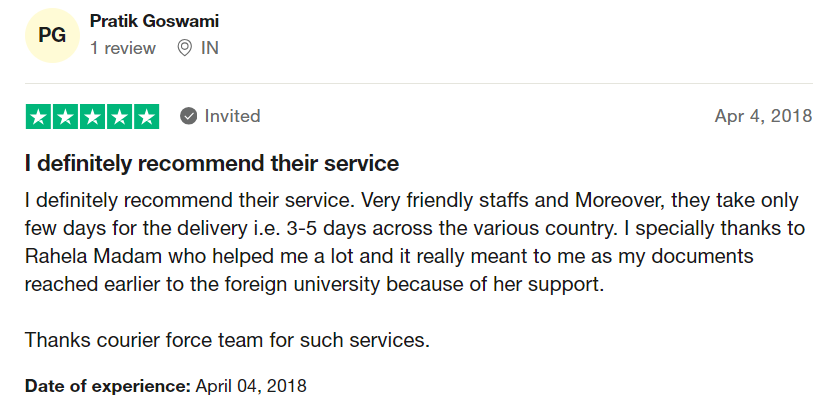 PG
Pratik Goswami
1 review IN
Invited
Apr 4, 2018
I definitely recommend their service
I definitely recommend their service. Very friendly staffs and Moreover, they take only
few days for the delivery i.e. 3-5 days across the various country. I specially thanks to
Rahela Madam who helped me a lot and it really meant to me as my documents
reached earlier to the foreign university because of her support.
Thanks courier force team for such services.
Date of experience: April 04, 2018